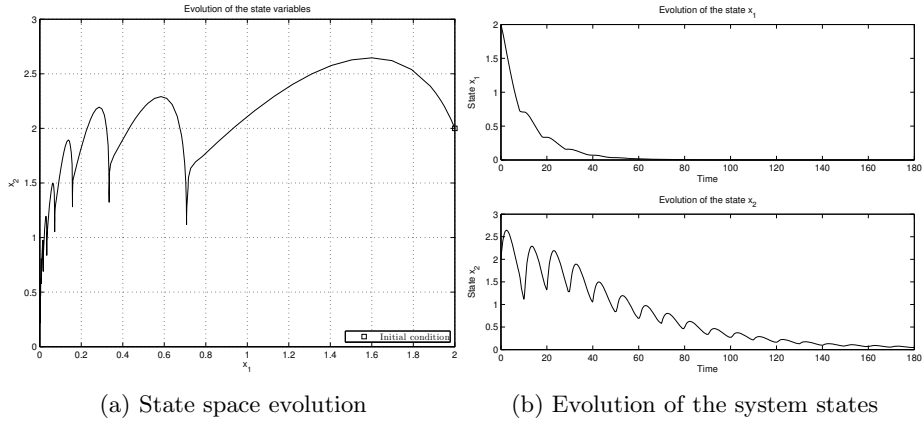 Evolution of the state variables
3
2.5
2
1.5
1
0.5
0
x2
0 0.2 0.4 0.6 0.8 1 1.2 1.4 1.6 1.8 2
x1
Initial condition
(a) State space evolution
Evolution of the state x1
2
1.5
1
0.5
0
State x1
0 20 40 60 80 100 120 140 160 180
Time
Evolution of the state x2
3
2.5
2
1.5
1
0.5
0
State x2
0 20 40 60 80 100 120 140 160 180
Time
(b) Evolution of the system states